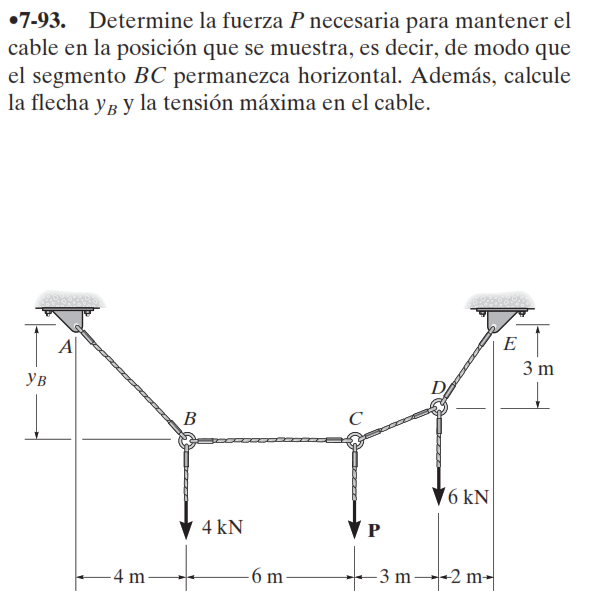 •7-93. Determine la fuerza P necesaria para mantener el
cable en la posición que se muestra, es decir, de modo que
el segmento BC permanezca horizontal. Además, calcule
la flecha yB y la tensión máxima en el cable.
A
E
yB
3 m
D
B
C
6 kN
4 kN
P
4 m
6 m
3 m
2 m